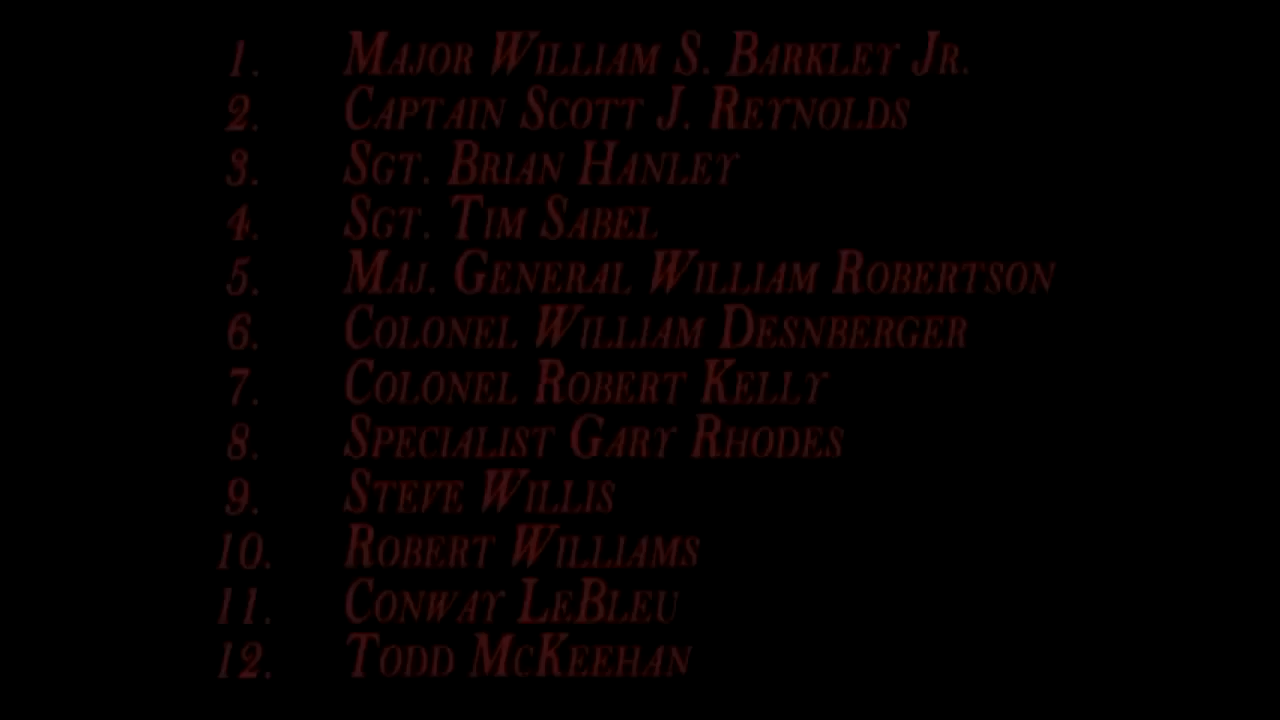 1. Major William S. Barkley Jr.
2. Captain Scott J. Reynolds
3. Sgt. Brian Hanley
4. Sgt. Tim Sabel
5. Maj. General William Robertson
6. Colonel William Desnberger
7. Colonel Robert Kelly
8. Specialist Gary Rhodes
9. Steve Willis
10. Robert Williams
11. Conway LeBleu
12. Todd McKeehan